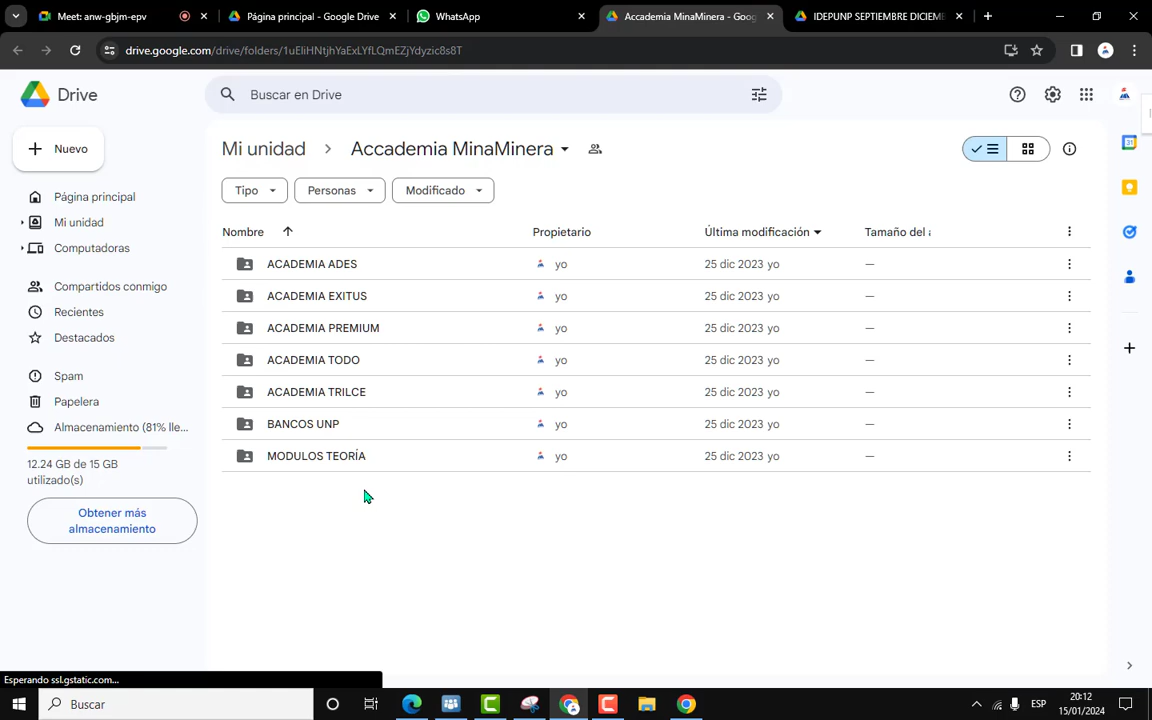 Meet: anw-gbjm-epv
Página principal - Google Drive
WhatsApp
Accademia MinaMinera - Goog
IDEPUNP SEPTIEMBRE DICIEMB
drive.google.com/drive/folders/1uEliHNtjhYaExLYfLQmEZjYdyzic8s8T
Drive
Buscar en Drive
Nuevo
Mi unidad
Accademia MinaMinera
Tipo
Personas
Modificado
Página principal
Mi unidad
Computadoras
Compartidos conmigo
Recientes
Destacados
Spam
Papelera
Almacenamiento (81% lle...
12.24 GB de 15 GB
utilizado(s)
Obtener más
almacenamiento
Nombre Propietario Última modificación Tamaño del a
ACADEMIA ADES yo 25 dic 2023 yo —
ACADEMIA EXITUS yo 25 dic 2023 yo —
ACADEMIA PREMIUM yo 25 dic 2023 yo —
ACADEMIA TODO yo 25 dic 2023 yo —
ACADEMIA TRILCE yo 25 dic 2023 yo —
BANCOS UNP yo 25 dic 2023 yo —
MODULOS TEORÍA yo 25 dic 2023 yo —
31
Esperando ssl.gstatic.com...
Buscar
ESP
20:12
15/01/2024